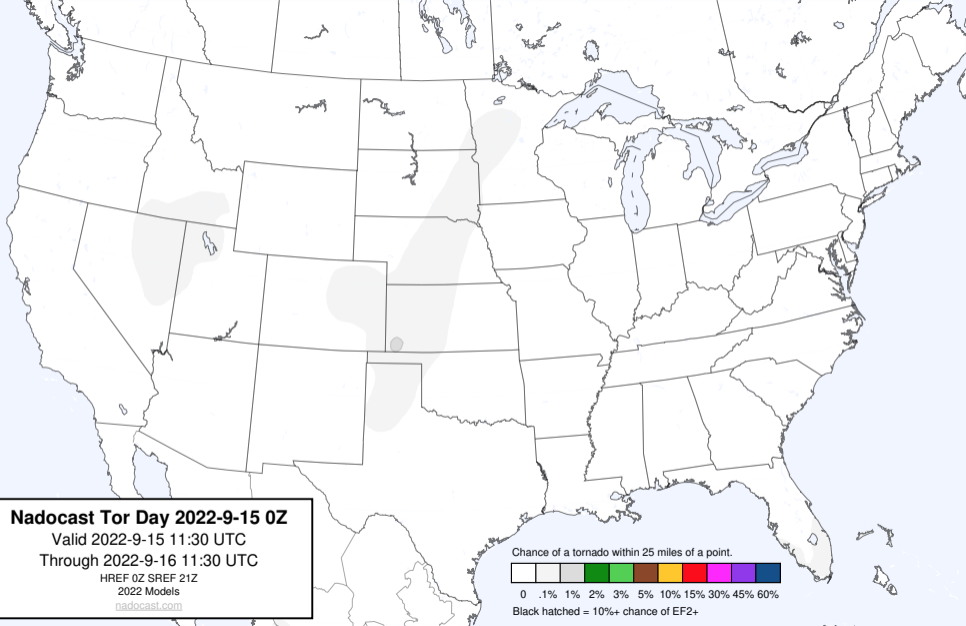 Nadocast Tor Day 2022-9-15 0Z
Valid 2022-9-15 11:30 UTC
Through 2022-9-16 11:30 UTC
HREF 0Z SREF 21Z
2022 Models
nadocast.com
Chance of a tornado within 25 miles of a point.
0 .1% 1% 2% 3% 5% 10% 15% 30% 45% 60%
Black hatched = 10%+ chance of EF2+